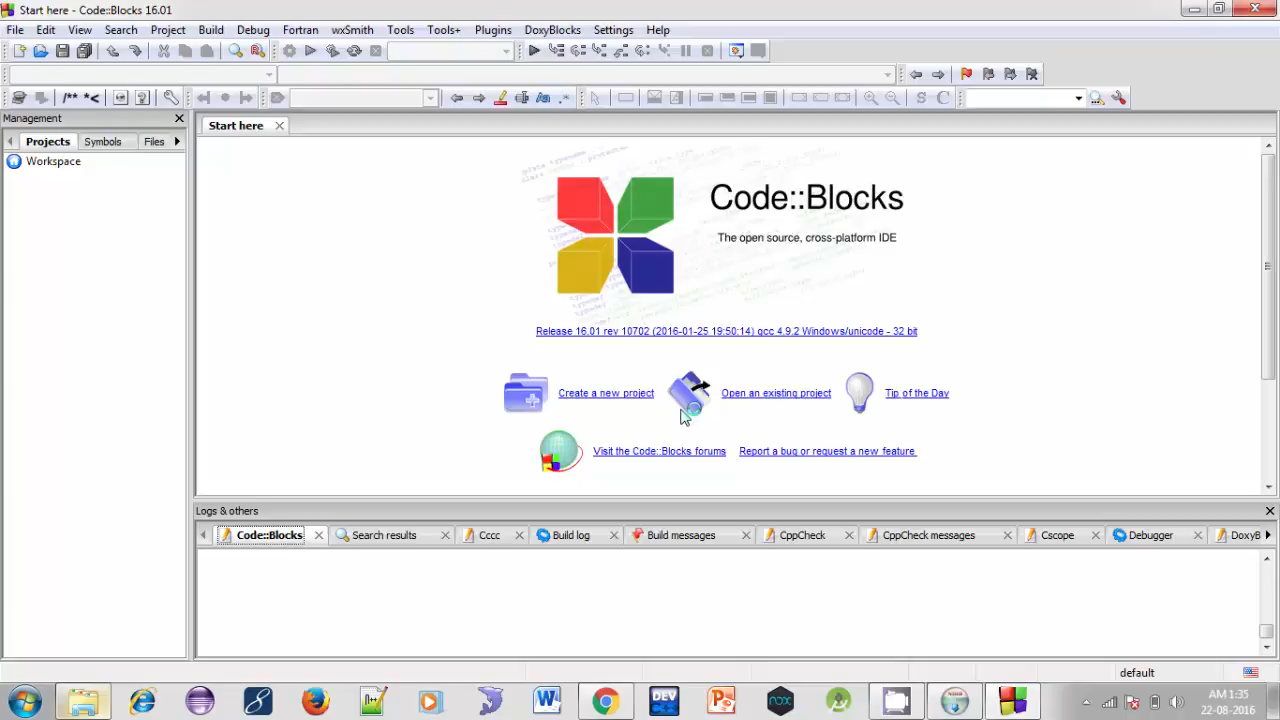 Start here - Code::Blocks 16.01
File Edit View Search Project Build Debug Fortran wxSmith Tools Tools+ Plugins DoxyBlocks Settings Help
/** *<
S C
Management
Projects Symbols Files
Workspace
Start here
Code::Blocks
The open source, cross-platform IDE
Release 16.01 rev 10702 (2016-01-25 19:50:14) gcc 4.9.2 Windows/unicode - 32 bit
Create a new project Open an existing project Tip of the Day
Visit the Code::Blocks forums Report a bug or request a new feature
Logs & others
Code::Blocks Search results Cccc Build log Build messages CppCheck CppCheck messages Cscope Debugger DoxyB
default
DEV
AM 1:35
22-08-2016